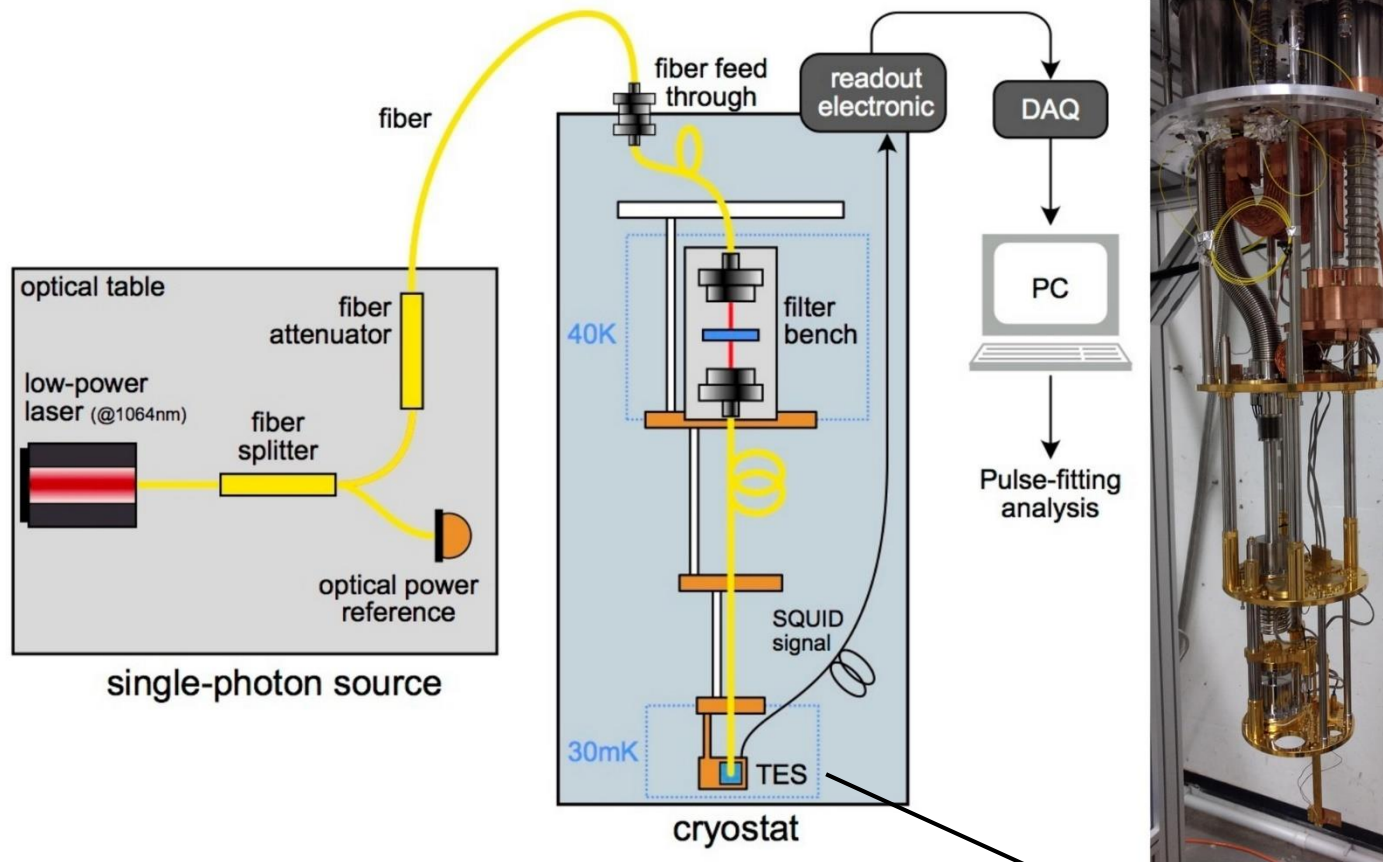 optical table
low-power
laser (@1064nm)
fiber
splitter
fiber
attenuator
optical power
reference
single-photon source
fiber
fiber feed
through
40K
filter
bench
SQUID
signal
30mK
TES
cryostat
readout
electronic
DAQ
PC
Pulse-fitting
analysis